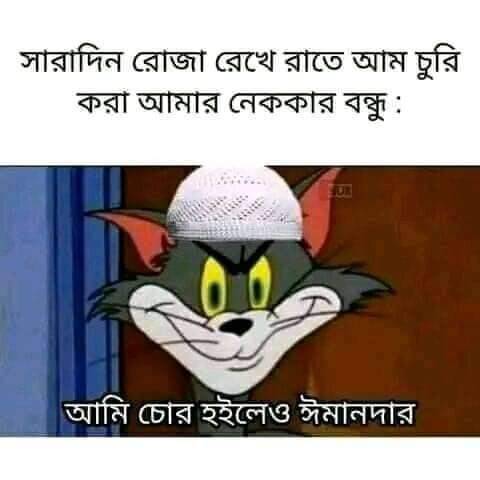 সারাদিন রোজা রেখে রাতে আম চুরি
করা আমার নেককার বন্ধু :
আমি চোর হইলেও ঈমানদার